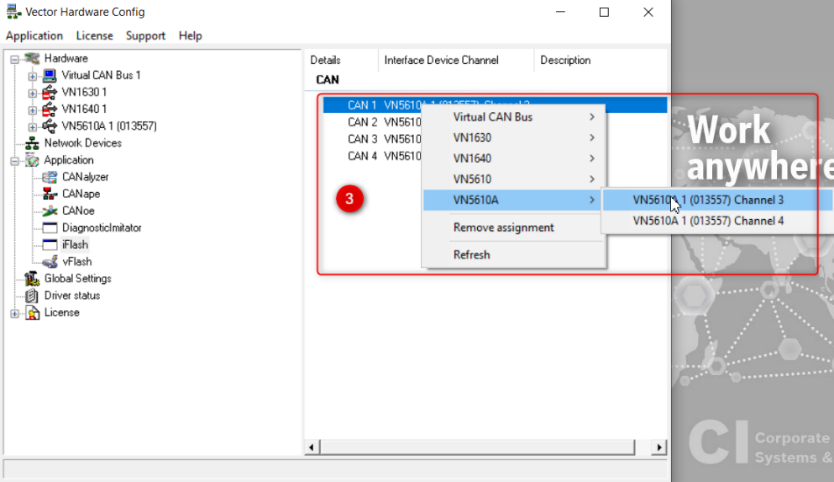 Vector Hardware Config
Application License Support Help
Hardware
Virtual CAN Bus 1
VN1630 1
VN1640 1
VN5610A 1 (013557)
Network Devices
Application
CANalyzer
CANape
CANoe
DiagnosticImitator
iFlash
vFlash
Global Settings
Driver status
License
Details Interface Device Channel Description
CAN
CAN 1 VN5610A 1 (013557) Channel 3
CAN 2 VN5610
CAN 3 VN5610
CAN 4 VN5610
Virtual CAN Bus
VN1630
VN1640
VN5610
VN5610A
Remove assignment
Refresh
VN5610A 1 (013557) Channel 3
VN5610A 1 (013557) Channel 4
3
Work
anywhere
CI Corporate
Systems &